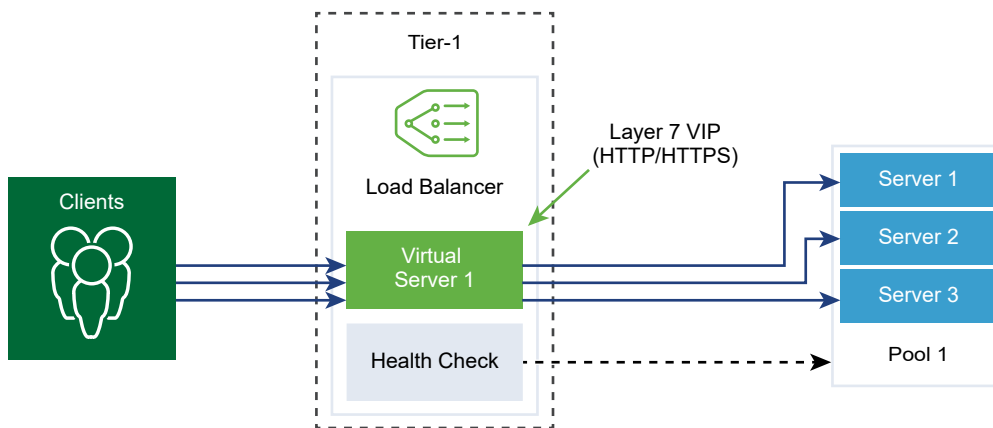 Tier-1
Load Balancer
Clients
Virtual
Server 1
Health Check
Layer 7 VIP
(HTTP/HTTPS)
Server 1
Server 2
Server 3
Pool 1